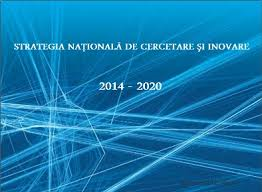 STRATEGIA NAȚIONALĂ DE CERCETARE ȘI INOVARE
2014 - 2020